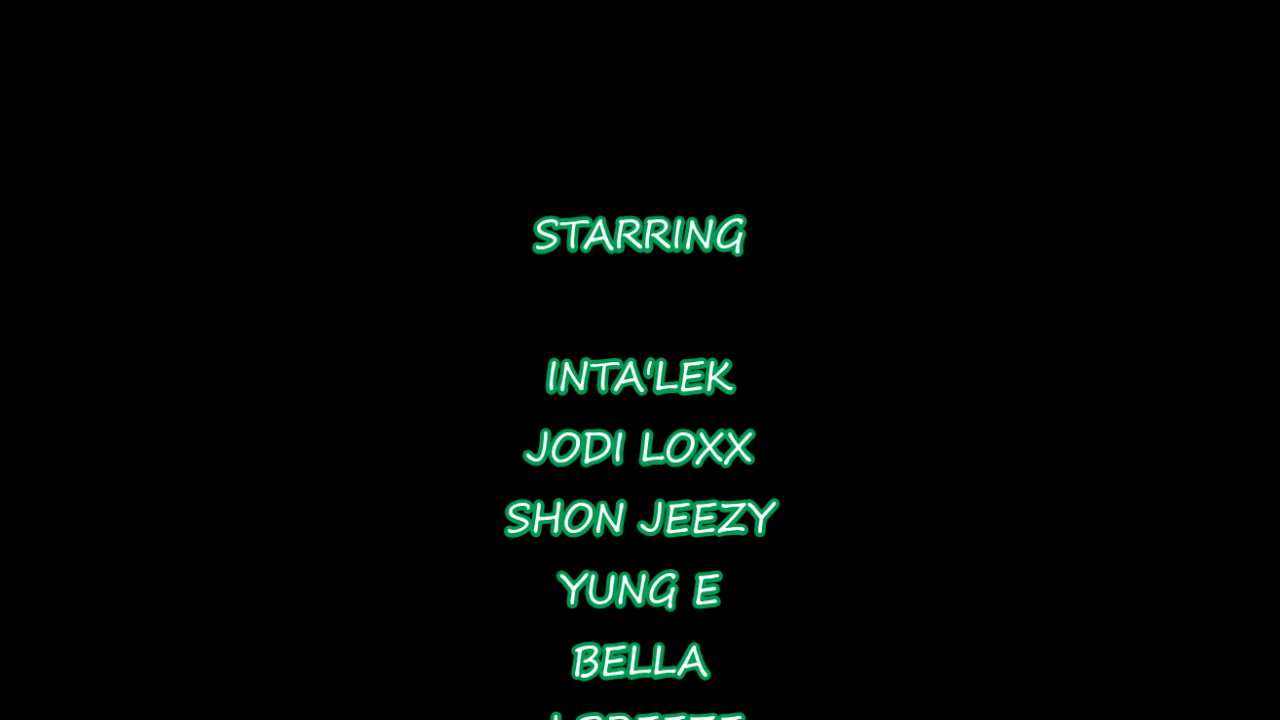 STARRING
INTA'LEK
JODI LOXX
SHON JEEZY
YUNG E
BELLA